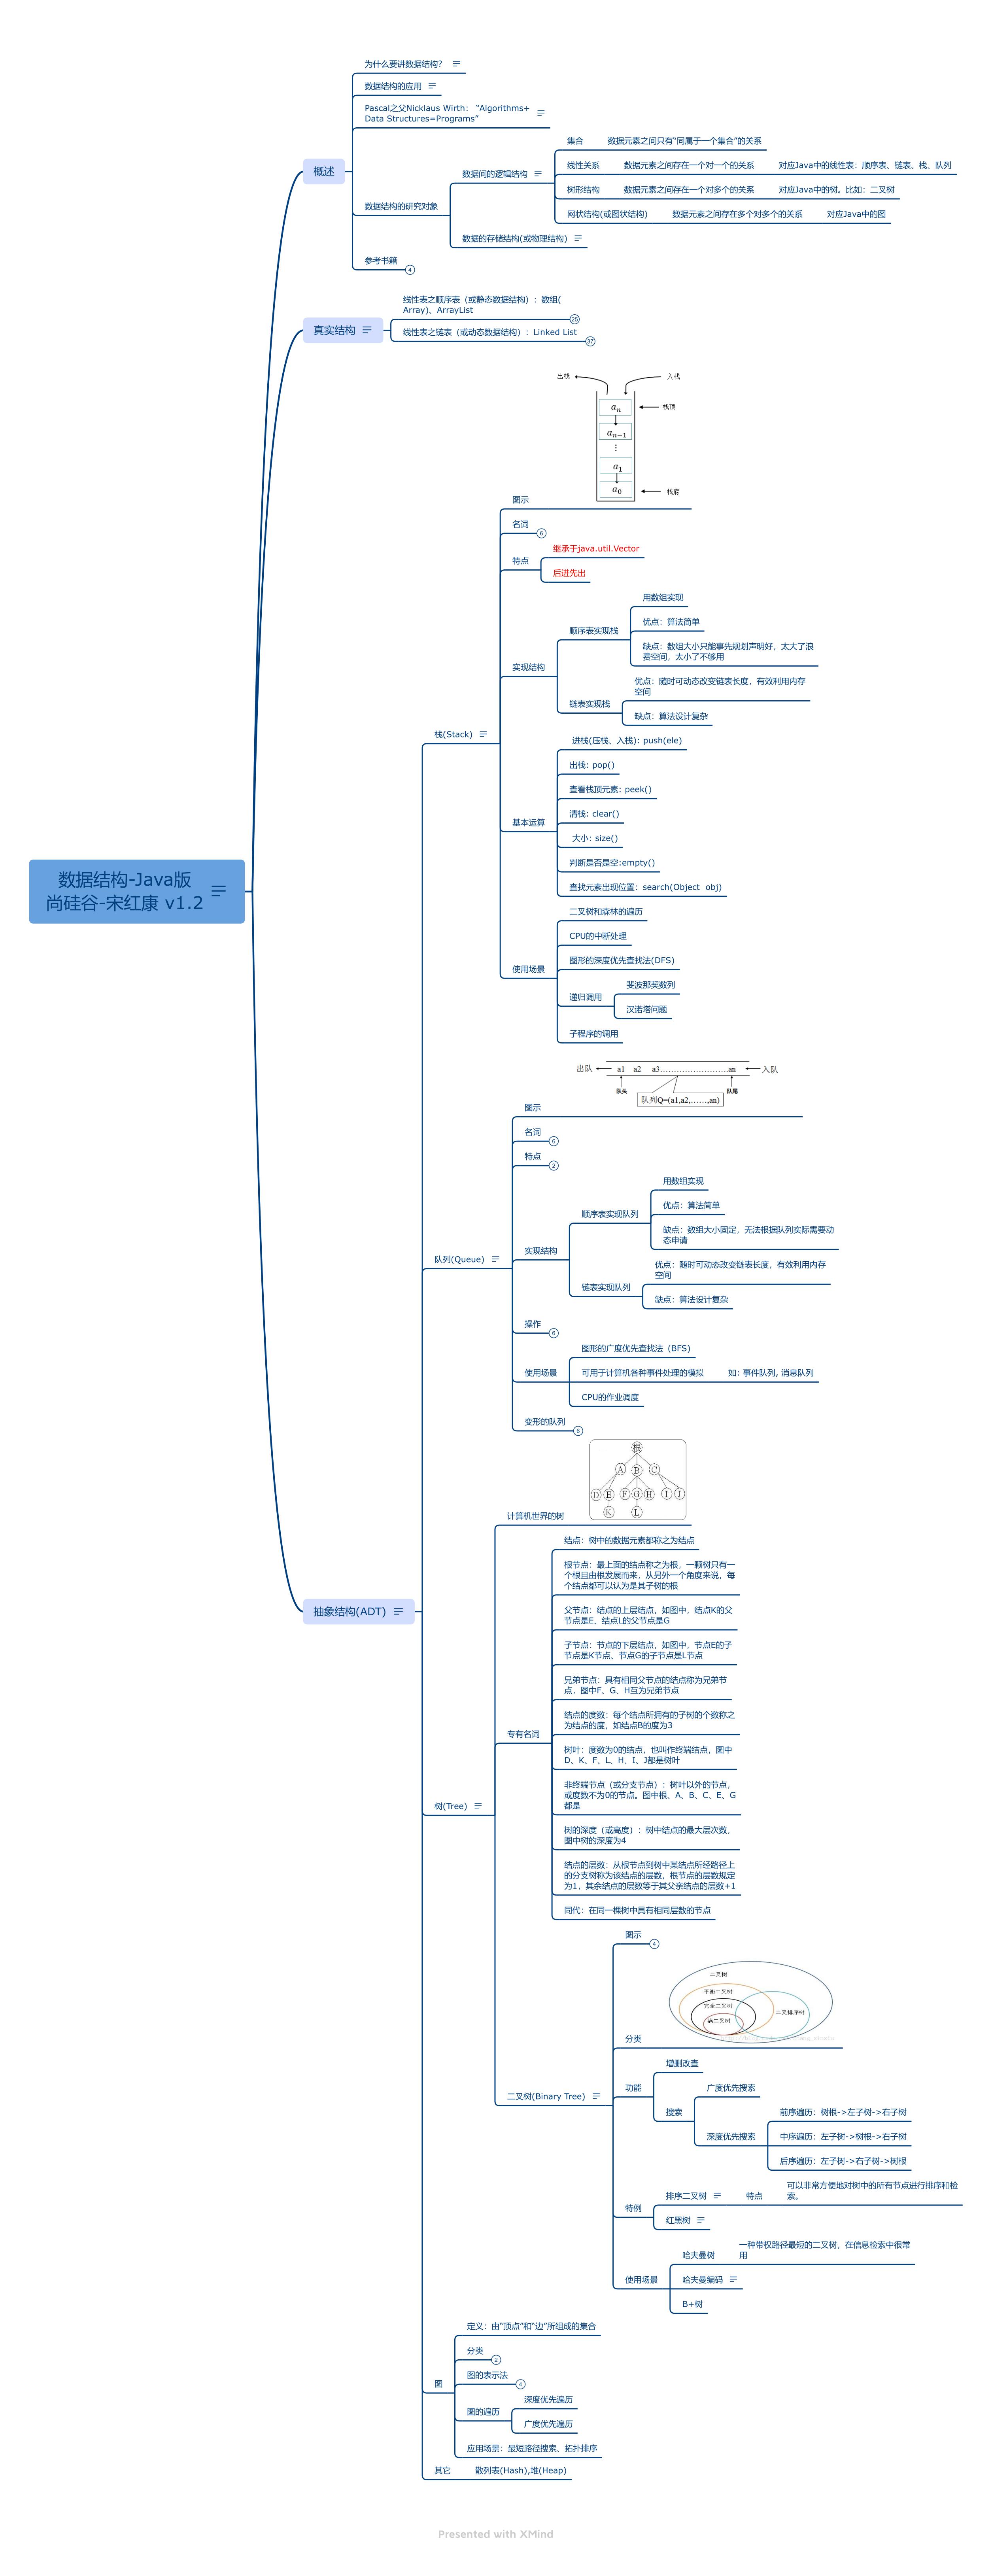 为什么要讲数据结构？
数据结构的应用
Pascal之父Nicklaus Wirth： “Algorithms+
Data Structures=Programs”
概述
数据结构的研究对象
数据间的逻辑结构
集合 数据元素之间只有“同属于一个集合”的关系
线性关系 数据元素之间存在一个对一个的关系 对应Java中的线性表：顺序表、链表、栈、队列
树形结构 数据元素之间存在一个对多个的关系 对应Java中的树。比如：二叉树
网状结构(或图状结构) 数据元素之间存在多个对多个的关系 对应Java中的图
数据的存储结构(或物理结构)
参考书籍
4
真实结构
线性表之顺序表（或静态数据结构）：数组(
Array)、ArrayList
25
线性表之链表（或动态数据结构）：Linked List
37
数据结构-Java版
尚硅谷-宋红康 v1.2
抽象结构(ADT)
栈(Stack)
出栈 入栈
an
栈顶
an−1
⋮
a1
a0
栈底
图示
名词
6
特点
继承于java.util.Vector
后进先出
实现结构
顺序表实现栈
用数组实现
优点：算法简单
缺点：数组大小只能事先规划声明好，太大了浪
费空间，太小了不够用
链表实现栈
优点：随时可动态改变链表长度，有效利用内存
空间
缺点：算法设计复杂
基本运算
进栈(压栈、入栈): push(ele)
出栈: pop()
查看栈顶元素: peek()
清栈: clear()
大小: size()
判断是否是空:empty()
查找元素出现位置：search(Object obj)
使用场景
二叉树和森林的遍历
CPU的中断处理
图形的深度优先查找法(DFS)
递归调用
斐波那契数列
汉诺塔问题
子程序的调用
队列(Queue)
出队 a1 a2 a3……………………an 入队
队头 队尾
队列Q=(a1,a2,……,an)
图示
名词
6
特点
2
实现结构
顺序表实现队列
用数组实现
优点：算法简单
缺点：数组大小固定，无法根据队列实际需要动
态申请
链表实现队列
优点：随时可动态改变链表长度，有效利用内存
空间
缺点：算法设计复杂
操作
6
使用场景
图形的广度优先查找法（BFS)
可用于计算机各种事件处理的模拟 如: 事件队列, 消息队列
CPU的作业调度
变形的队列
6
树(Tree)
根
A B C
D E F G H I J
K L
计算机世界的树
专有名词
结点：树中的数据元素都称之为结点
根节点：最上面的结点称之为根，一颗树只有一
个根且由根发展而来，从另外一个角度来说，每
个结点都可以认为是其子树的根
父节点：结点的上层结点，如图中，结点K的父
节点是E、结点L的父节点是G
子节点：节点的下层结点，如图中，节点E的子
节点是K节点、节点G的子节点是L节点
兄弟节点：具有相同父节点的结点称为兄弟节
点，图中F、G、H互为兄弟节点
结点的度数：每个结点所拥有的子树的个数称之
为结点的度，如结点B的度为3
树叶：度数为0的结点，也叫作终端结点，图中
D、K、F、L、H、I、J都是树叶
非终端节点（或分支节点）：树叶以外的节点，
或度数不为0的节点。图中根、A、B、C、E、G
都是
树的深度（或高度）：树中结点的最大层次数，
图中树的深度为4
结点的层数：从根节点到树中某结点所经路径上
的分支树称为该结点的层数，根节点的层数规定
为1，其余结点的层数等于其父亲结点的层数+1
同代：在同一棵树中具有相同层数的节点
二叉树(Binary Tree)
图示
4
二叉树
平衡二叉树
完全二叉树
满二叉树
二叉排序树
分类
功能
增删改查
搜索
广度优先搜索
深度优先搜索
前序遍历：树根->左子树->右子树
中序遍历：左子树->树根->右子树
后序遍历：左子树->右子树->树根
特例
排序二叉树 特点
可以非常方便地对树中的所有节点进行排序和检
索。
红黑树
使用场景
哈夫曼树
一种带权路径最短的二叉树，在信息检索中很常
用
哈夫曼编码
B+树
图
定义：由“顶点”和“边”所组成的集合
分类
2
图的表示法
4
图的遍历
深度优先遍历
广度优先遍历
应用场景：最短路径搜索、拓扑排序
其它 散列表(Hash),堆(Heap)
Presented with XMind